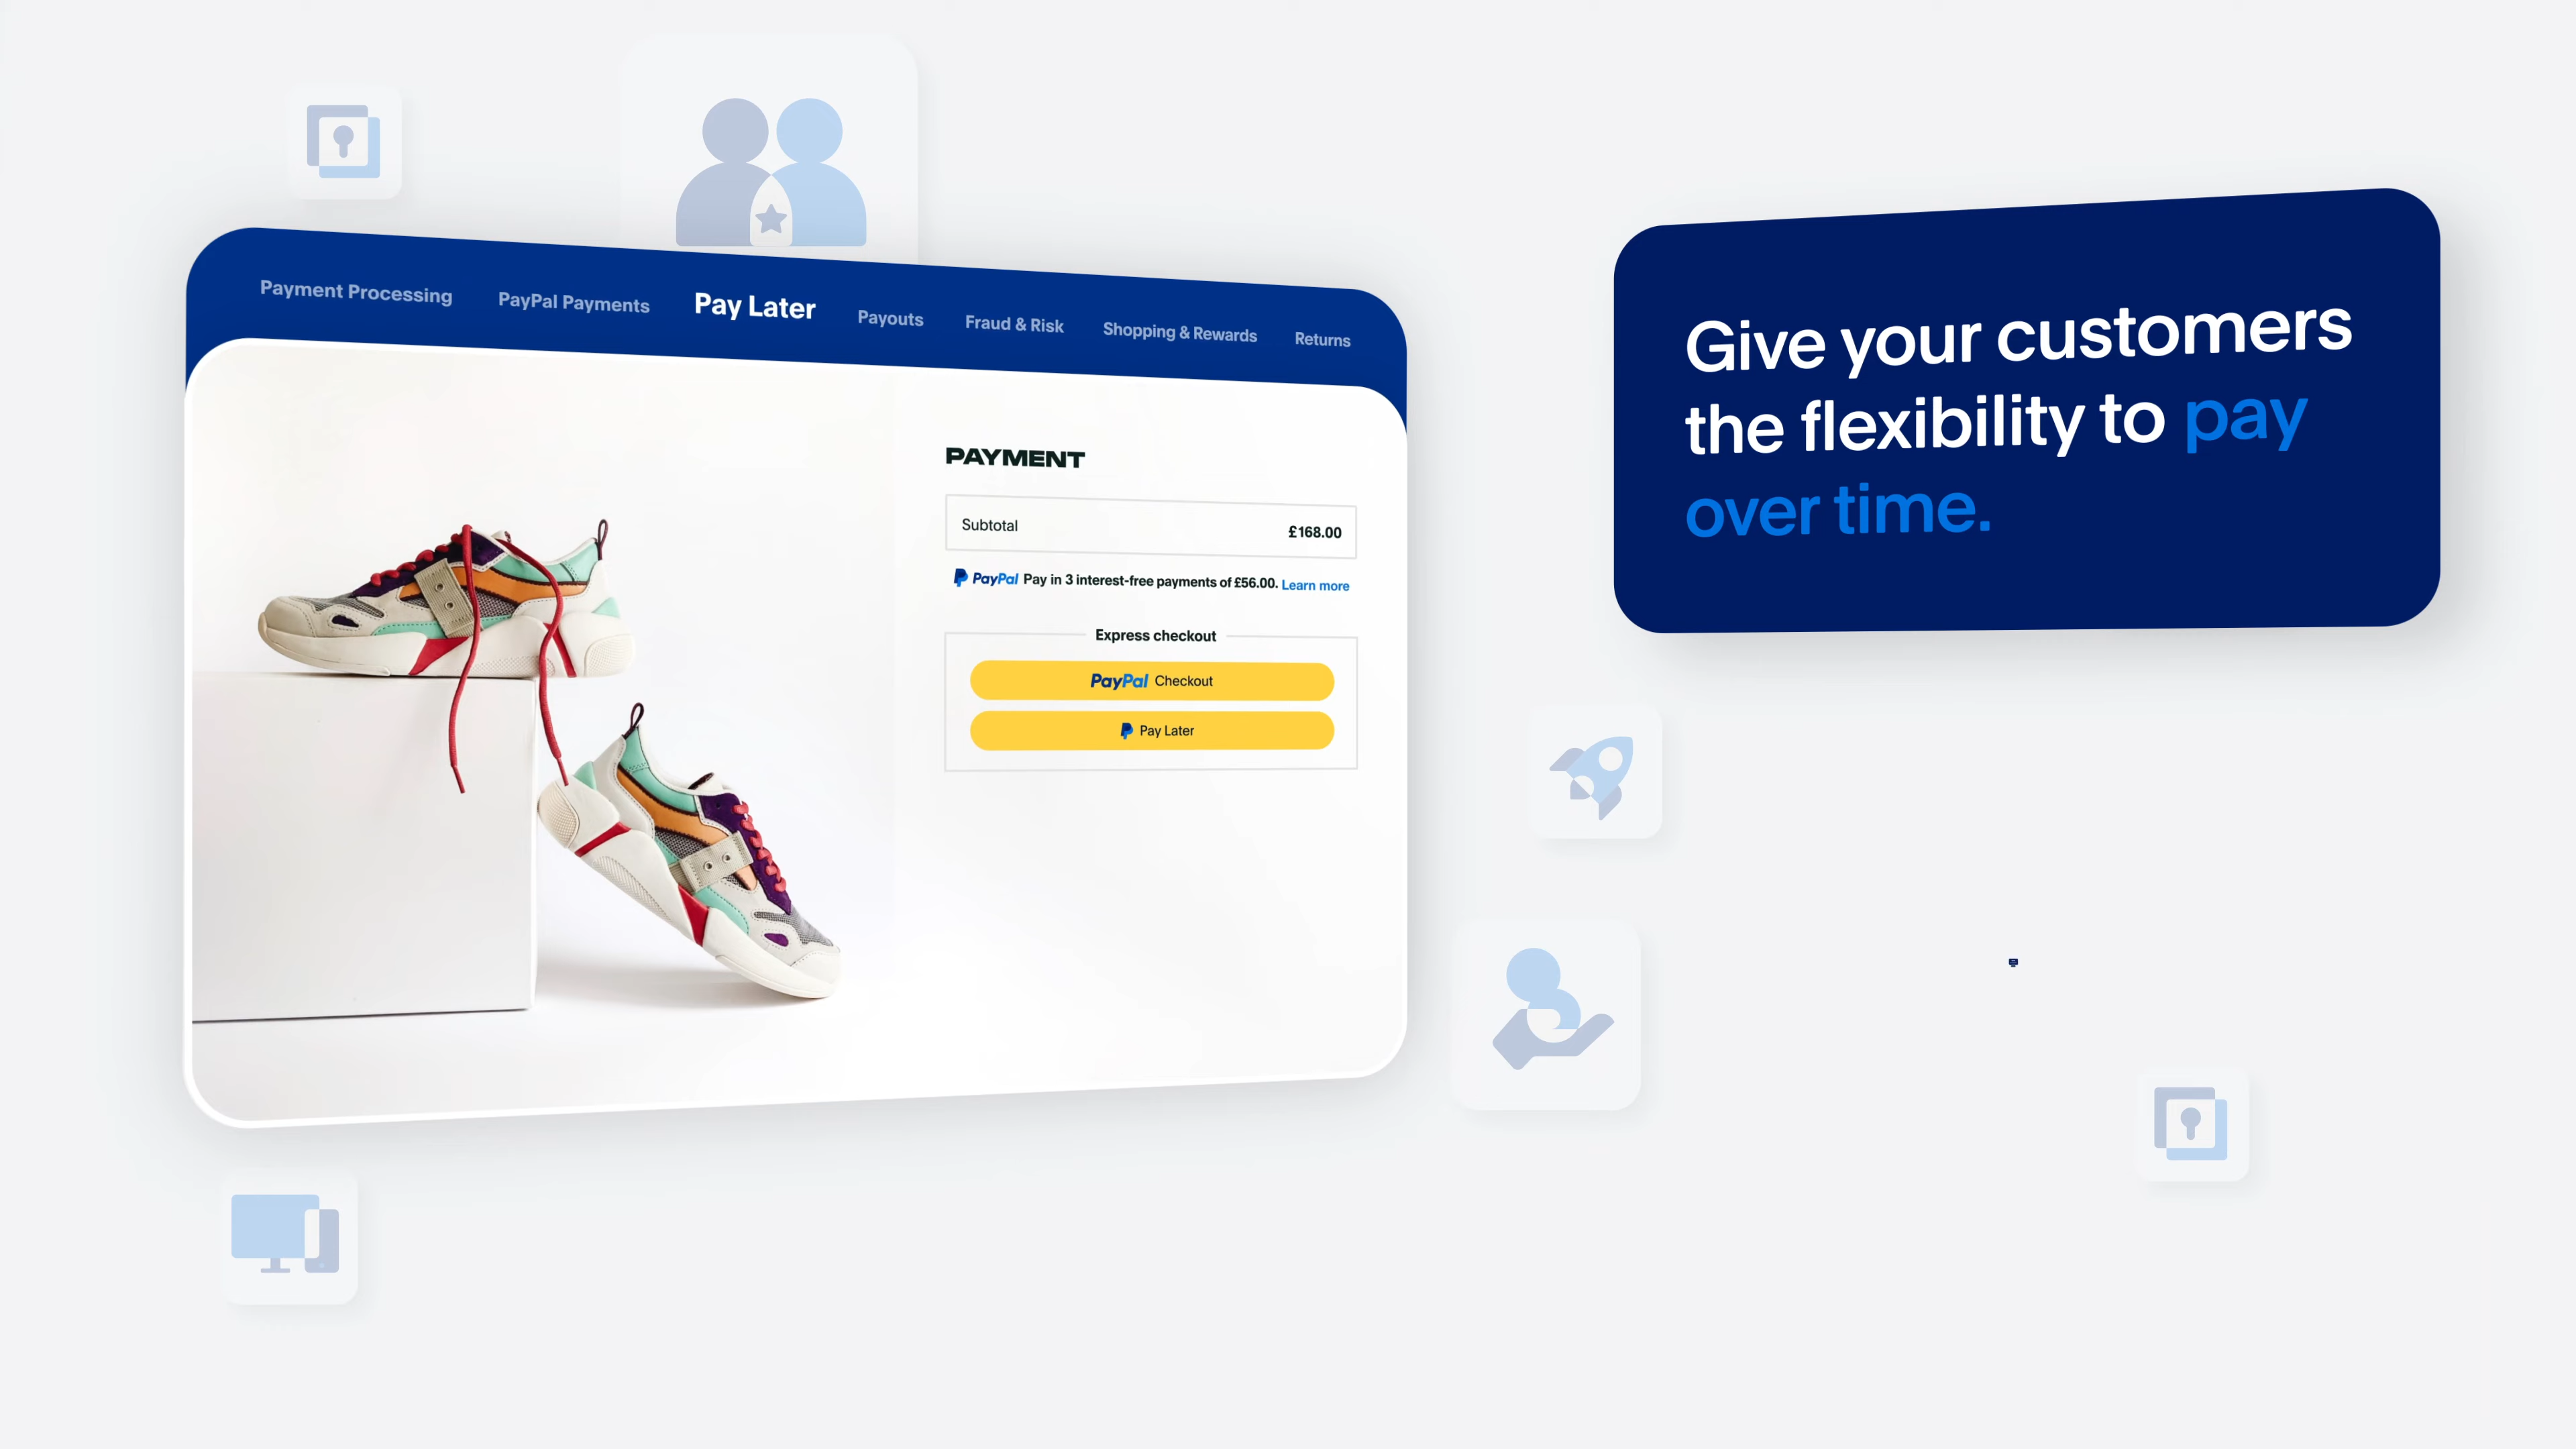 Payment Processing
PayPal Payments
Pay Later
Payouts
Fraud & Risk
Shopping & Rewards
Returns
PAYMENT
Subtotal £168.00
PayPal Pay in 3 interest-free payments of £56.00. Learn more
Express checkout
PayPal Checkout
Pay Later
Give your customers
the flexibility to pay
over time.